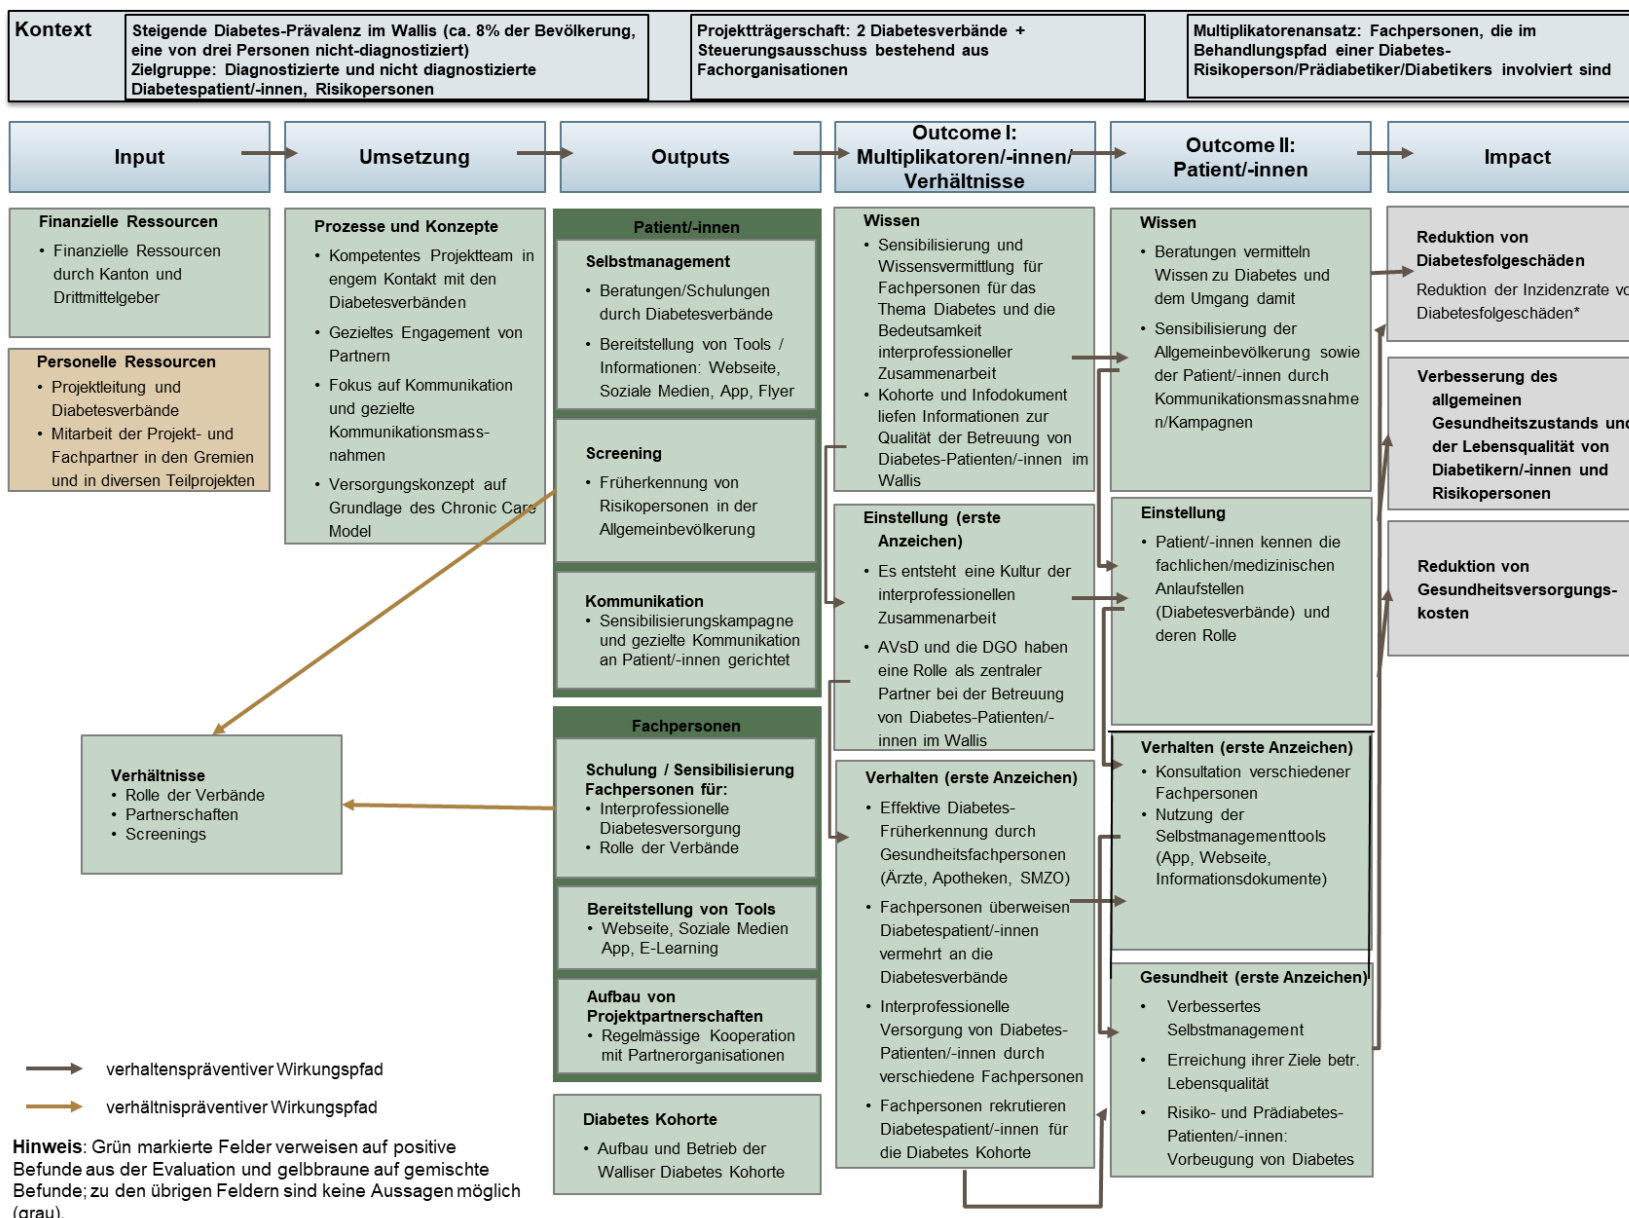 Kontext
Steigende Diabetes-Prävalenz im Wallis (ca. 8% der Bevölkerung,
eine von drei Personen nicht-diagnostiziert)
Zielgruppe: Diagnostizierte und nicht diagnostizierte
Diabetespatient/-innen, Risikopersonen
Projektträgerschaft: 2 Diabetesverbände +
Steuerungsausschuss bestehend aus
Fachorganisationen
Multiplikatorenansatz: Fachpersonen, die im
Behandlungspfad einer Diabetes-
Risikoperson/Prädiabetiker/Diabetikers involviert sind
Input
Umsetzung
Outputs
Outcome I:
Multiplikatoren/-innen/
Verhältnisse
Outcome II:
Patient/-innen
Impact
Finanzielle Ressourcen
• Finanzielle Ressourcen
durch Kanton und
Drittmittelgeber
Personelle Ressourcen
• Projektleitung und
Diabetesverbände
• Mitarbeit der Projekt- und
Fachpartner in den Gremien
und in diversen Teilprojekten
Prozesse und Konzepte
• Kompetentes Projektteam in
engem Kontakt mit den
Diabetesverbänden
• Gezieltes Engagement von
Partnern
• Fokus auf Kommunikation
und gezielte
Kommunikationsmass-
nahmen
• Versorgungskonzept auf
Grundlage des Chronic Care
Model
Verhältnisse
• Rolle der Verbände
• Partnerschaften
• Screenings
Patient/-innen
Selbstmanagement
• Beratungen/Schulungen
durch Diabetesverbände
• Bereitstellung von Tools /
Informationen: Webseite,
Soziale Medien, App, Flyer
Screening
• Früherkennung von
Risikopersonen in der
Allgemeinbevölkerung
Kommunikation
• Sensibilisierungskampagne
und gezielte Kommunikation
an Patient/-innen gerichtet
Fachpersonen
Schulung / Sensibilisierung
Fachpersonen für:
• Interprofessionelle
Diabetesversorgung
• Rolle der Verbände
Bereitstellung von Tools
• Webseite, Soziale Medien
App, E-Learning
Aufbau von
Projektpartnerschaften
• Regelmässige Kooperation
mit Partnerorganisationen
Diabetes Kohorte
• Aufbau und Betrieb der
Walliser Diabetes Kohorte
Wissen
• Sensibilisierung und
Wissensvermittlung für
Fachpersonen für das
Thema Diabetes und die
Bedeutsamkeit
interprofessioneller
Zusammenarbeit
• Kohorte und Infodokument
liefen Informationen zur
Qualität der Betreuung von
Diabetes-Patienten/-innen im
Wallis
Einstellung (erste
Anzeichen)
• Es entsteht eine Kultur der
interprofessionellen
Zusammenarbeit
• AVsD und die DGO haben
eine Rolle als zentraler
Partner bei der Betreuung
von Diabetes-Patienten/-
innen im Wallis
Verhalten (erste Anzeichen)
• Effektive Diabetes-
Früherkennung durch
Gesundheitsfachpersonen
(Ärzte, Apotheken, SMZO)
• Fachpersonen überweisen
Diabetespatient/-innen
vermehrt an die
Diabetesverbände
• Interprofessionelle
Versorgung von Diabetes-
Patienten/-innen durch
verschiedene Fachpersonen
• Fachpersonen rekrutieren
Diabetespatient/-innen für
die Diabetes Kohorte
Wissen
• Beratungen vermitteln
Wissen zu Diabetes und
dem Umgang damit
• Sensibilisierung der
Allgemeinbevölkerung sowie
der Patient/-innen durch
Kommunikationsmassnahme
n/Kampagnen
Einstellung
• Patient/-innen kennen die
fachlichen/medizinischen
Anlaufstellen
(Diabetesverbände) und
deren Rolle
Verhalten (erste Anzeichen)
• Konsultation verschiedener
Fachpersonen
• Nutzung der
Selbstmanagementtools
(App, Webseite,
Informationsdokumente)
Gesundheit (erste Anzeichen)
• Verbessertes
Selbstmanagement
• Erreichung ihrer Ziele betr.
Lebensqualität
• Risiko- und Prädiabetes-
Patienten/-innen:
Vorbeugung von Diabetes
Reduktion von
Diabetesfolgeschäden
Reduktion der Inzidenzrate
Diabetesfolgeschäden*
Verbesserung des
allgemeinen
Gesundheitszustands und
der Lebensqualität von
Diabetikern/-innen und
Risikopersonen
Reduktion von
Gesundheitsversorgungs-
kosten
verhaltenspräventiver Wirkungspfad
verhältnispräventiver Wirkungspfad
Hinweis: Grün markierte Felder verweisen auf positive
Befunde aus der Evaluation und gelbbraune auf gemischte
Befunde; zu den übrigen Feldern sind keine Aussagen möglich
(grau).